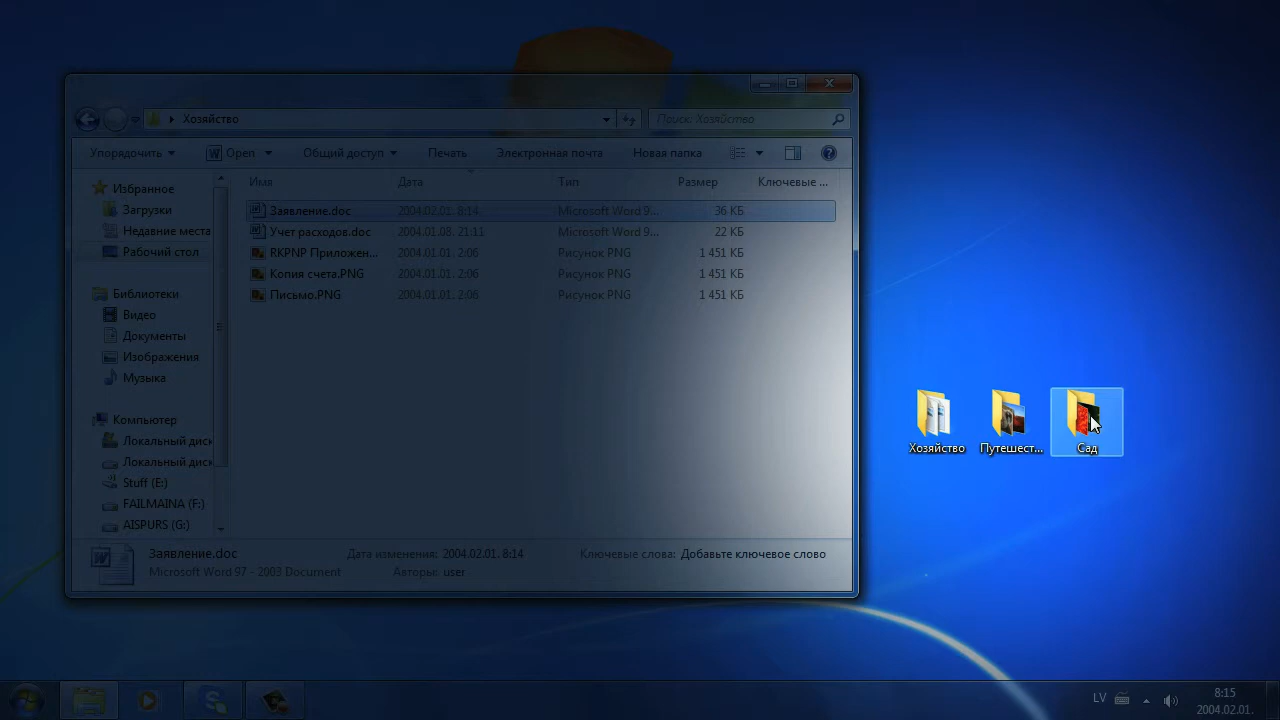 Хозяйство
Поиск: Хозяйство
Упорядочить
Open
Общий доступ
Печать
Электронная почта
Новая папка
Имя
Дата
Тип
Размер
Ключевые ...
Избранное
Загрузки
Недавние места
Рабочий стол
Библиотеки
Видео
Документы
Изображения
Музыка
Компьютер
Локальный диск
Локальный диск
Stuff (E:)
FAILMAINA (F:)
AISPURS (G:)
Заявление.doc 2004.02.01. 8:14 Microsoft Word 9... 36 КБ
Учет расходов.doc 2004.01.08. 21:11 Microsoft Word 9... 22 КБ
RKPNP Приложен... 2004.01.01. 2:06 Рисунок PNG 1 451 КБ
Копия счета.PNG 2004.01.01. 2:06 Рисунок PNG 1 451 КБ
Письмо.PNG 2004.01.01. 2:06 Рисунок PNG 1 451 КБ
Заявление.doc Дата изменения: 2004.02.01. 8:14 Ключевые слова: Добавьте ключевое слово
Microsoft Word 97 - 2003 Document Авторы: user
Хозяйство
Путешест...
Сад
LV
8:15
2004.02.01.